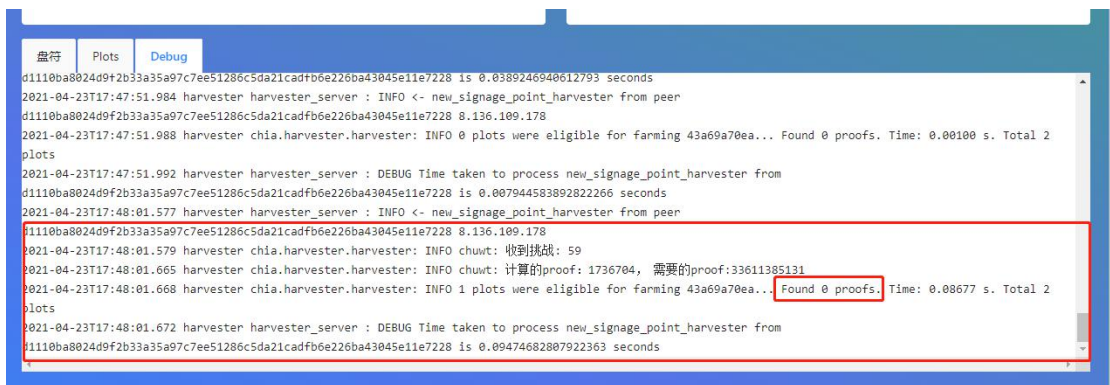 盘符 Plots Debug
d1110ba8024d9f2b33a35a97c7ee51286c5da21cadfb6e226ba43045e11e7228 is 0.0389246940612793 seconds
2021-04-23T17:47:51.984 harvester harvester_server : INFO <- new_signage_point_harvester from peer
d1110ba8024d9f2b33a35a97c7ee51286c5da21cadfb6e226ba43045e11e7228 8.136.109.178
2021-04-23T17:47:51.988 harvester chia.harvester.harvester: INFO 0 plots were eligible for farming 43a69a70ea... Found 0 proofs. Time: 0.00100 s. Total 2
plots
2021-04-23T17:47:51.992 harvester harvester_server : DEBUG Time taken to process new_signage_point_harvester from
d1110ba8024d9f2b33a35a97c7ee51286c5da21cadfb6e226ba43045e11e7228 is 0.007944583892822266 seconds
2021-04-23T17:48:01.577 harvester harvester_server : INFO <- new_signage_point_harvester from peer
d1110ba8024d9f2b33a35a97c7ee51286c5da21cadfb6e226ba43045e11e7228 8.136.109.178
2021-04-23T17:48:01.579 harvester chia.harvester.harvester: INFO chuwt: 收到挑战: 59
2021-04-23T17:48:01.665 harvester chia.harvester.harvester: INFO chuwt: 计算的proof: 1736704, 需要的proof:33611385131
2021-04-23T17:48:01.668 harvester chia.harvester.harvester: INFO 1 plots were eligible for farming 43a69a70ea... Found 0 proofs. Time: 0.08677 s. Total 2
plots
2021-04-23T17:48:01.672 harvester harvester_server : DEBUG Time taken to process new_signage_point_harvester from
d1110ba8024d9f2b33a35a97c7ee51286c5da21cadfb6e226ba43045e11e7228 is 0.09474682807922363 seconds